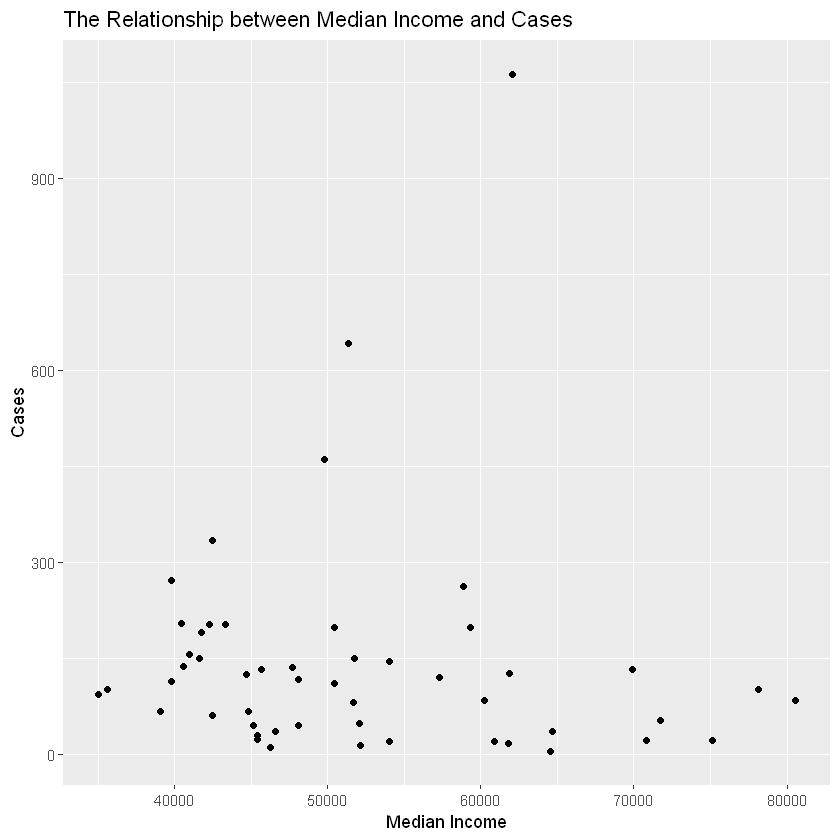 The Relationship between Median Income and Cases
900
600
300
0
Cases
40000 50000 60000 70000 80000
Median Income